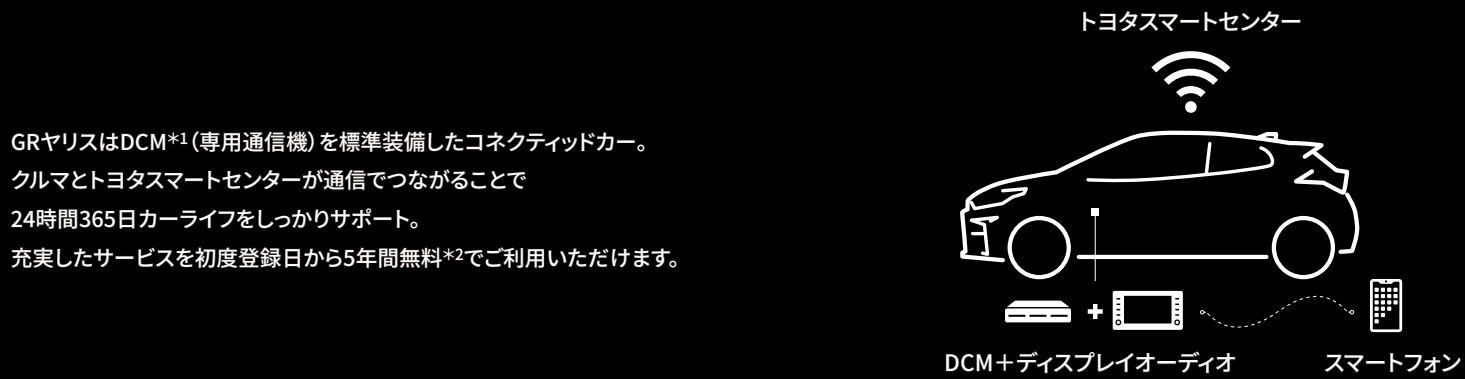 トヨタスマートセンター
GRヤリスはDCM＊1（専用通信機）を標準装備したコネクティッドカー。
クルマとトヨタスマートセンターが通信でつながることで
24時間365日カーライフをしっかりサポート。
充実したサービスを初度登録日から5年間無料＊2でご利用いただけます。
DCM＋ディスプレイオーディオ
スマートフォン